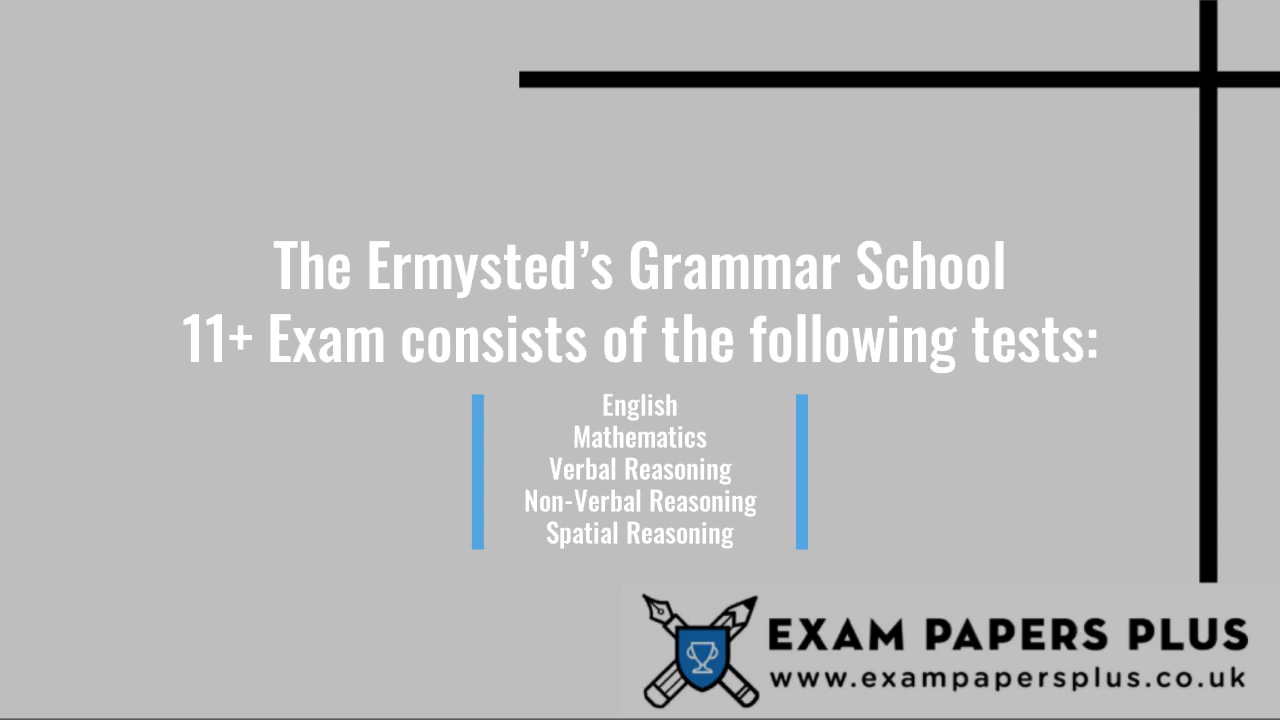 The Ermysted’s Grammar School
11+ Exam consists of the following tests:
English
Mathematics
Verbal Reasoning
Non-Verbal Reasoning
Spatial Reasoning
EXAM PAPERS PLUS
www.exampapersplus.co.uk